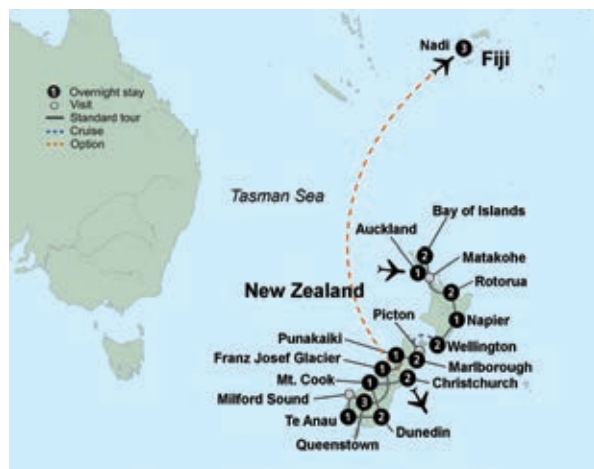 Nadi
3
Fiji
1 Overnight stay
Visit
Standard tour
Cruise
Option
Tasman Sea
Bay of Islands
Auckland
2
Matakohe
1
New Zealand
2
Rotorua
Picton
1
Napier
Punakaiki
2
Wellington
1
2
Marlborough
Franz Josef Glacier
1
Mt. Cook
1
2
Christchurch
Milford Sound
3
Te Anau
1
2
Dunedin
Queenstown